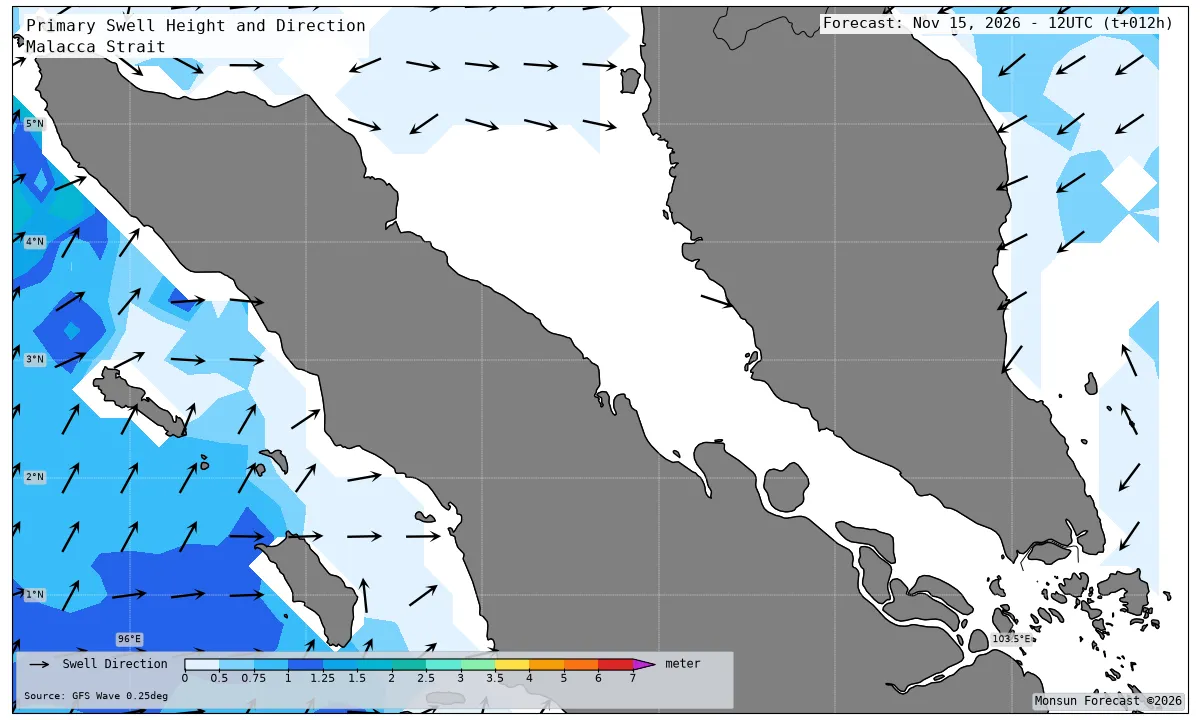 Primary Swell Height and Direction
Malacca Strait
Forecast: Nov 15, 2026 - 12UTC (t+012h)
5°N
4°N
3°N
2°N
1°N
96°E
103.5°E
Swell Direction
meter
0 0.5 0.75 1 1.25 1.5 2 2.5 3 3.5 4 5 6 7
Source: GFS Wave 0.25deg
Monsun Forecast ©2026